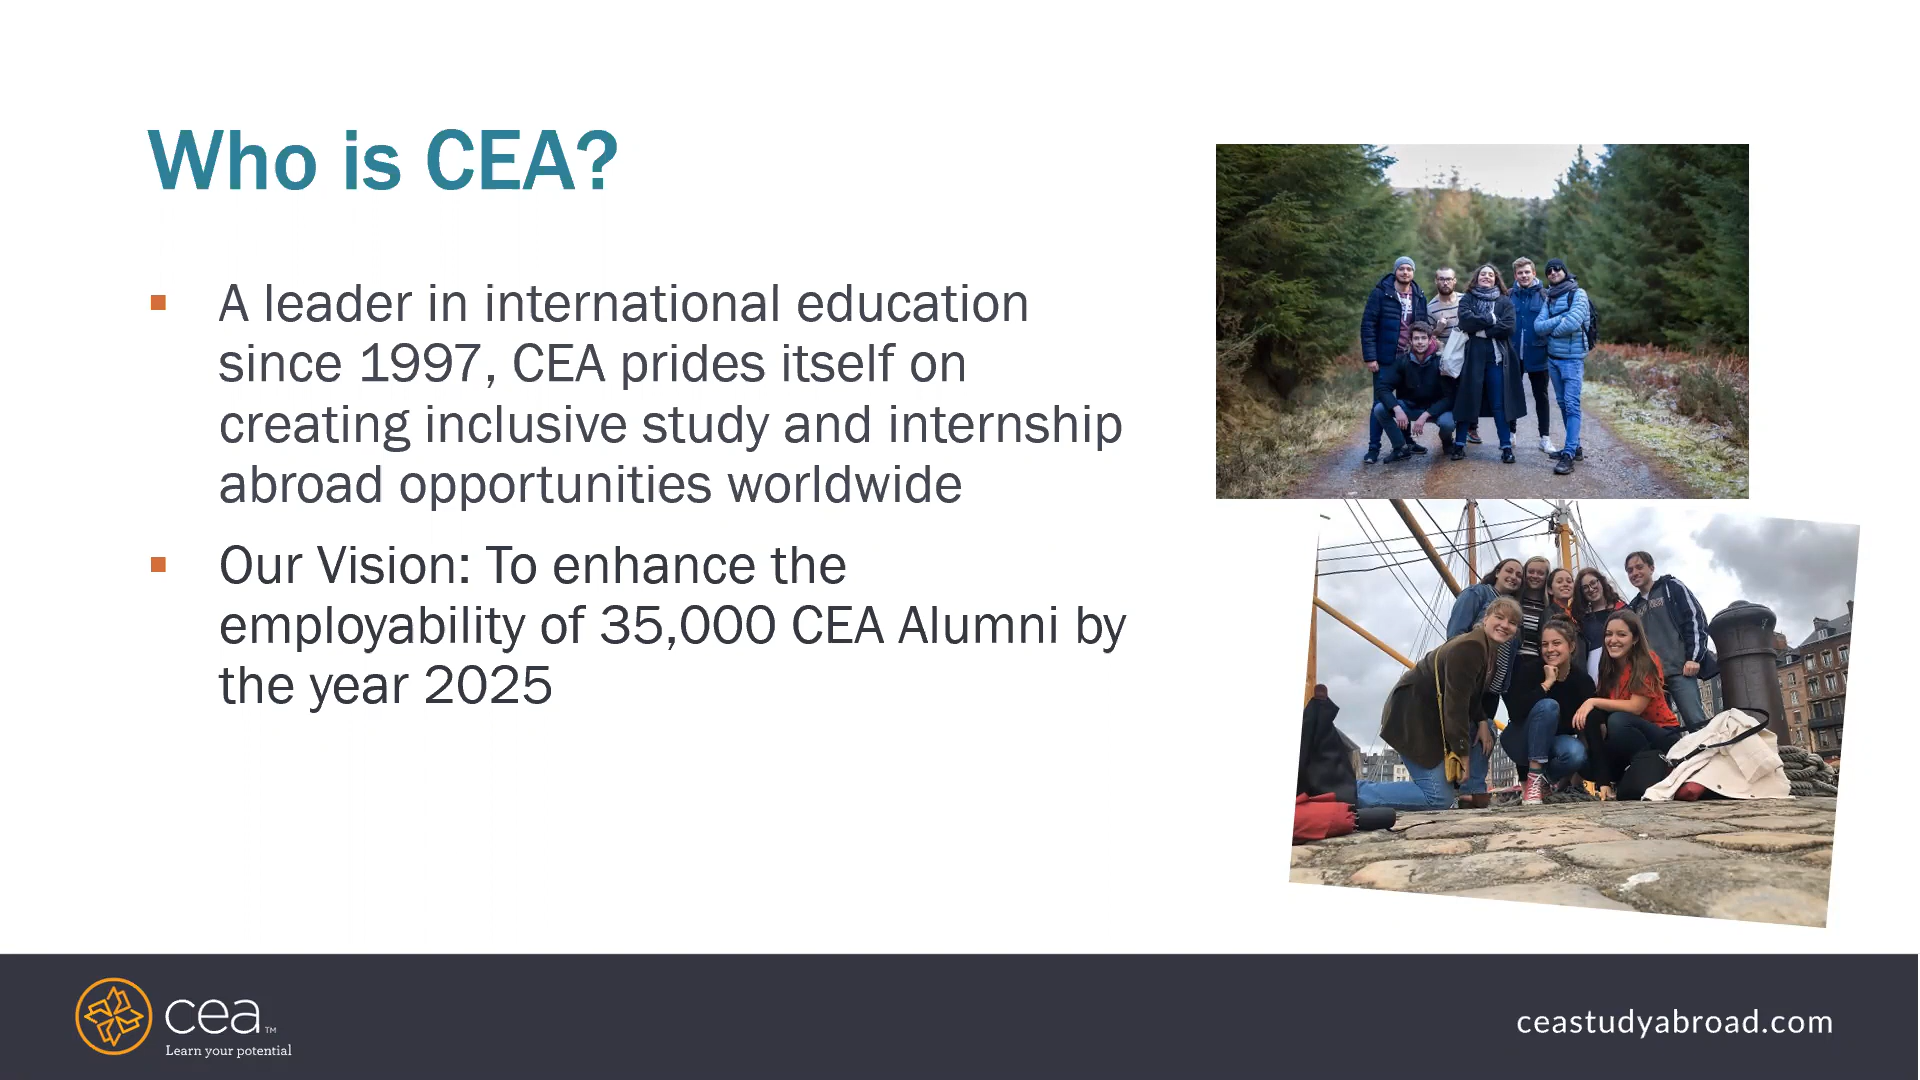 Who is CEA?
A leader in international education
since 1997, CEA prides itself on
creating inclusive study and internship
abroad opportunities worldwide
Our Vision: To enhance the
employability of 35,000 CEA Alumni by
the year 2025
cea™
Learn your potential
ceastudyabroad.com